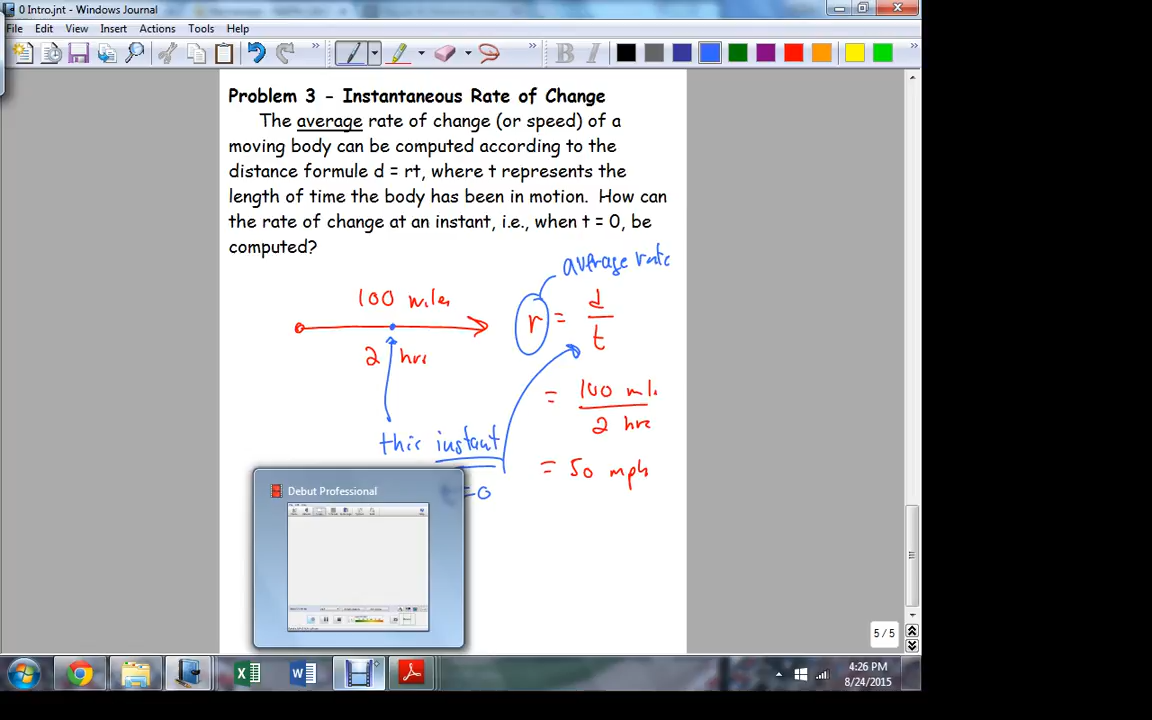 0 Intro.jnt - Windows Journal
File Edit View Insert Actions Tools Help
B I
Problem 3 - Instantaneous Rate of Change
The average rate of change (or speed) of a
moving body can be computed according to the
distance formule d = rt, where t represents the
length of time the body has been in motion. How can
the rate of change at an instant, i.e., when t = 0, be
computed?
average rate
100 miles
r = d/t
2 hrs
= 100 mi. / 2 hrs
this instant
= 50 mph
t=0
Debut Professional
5 / 5
4:26 PM
8/24/2015